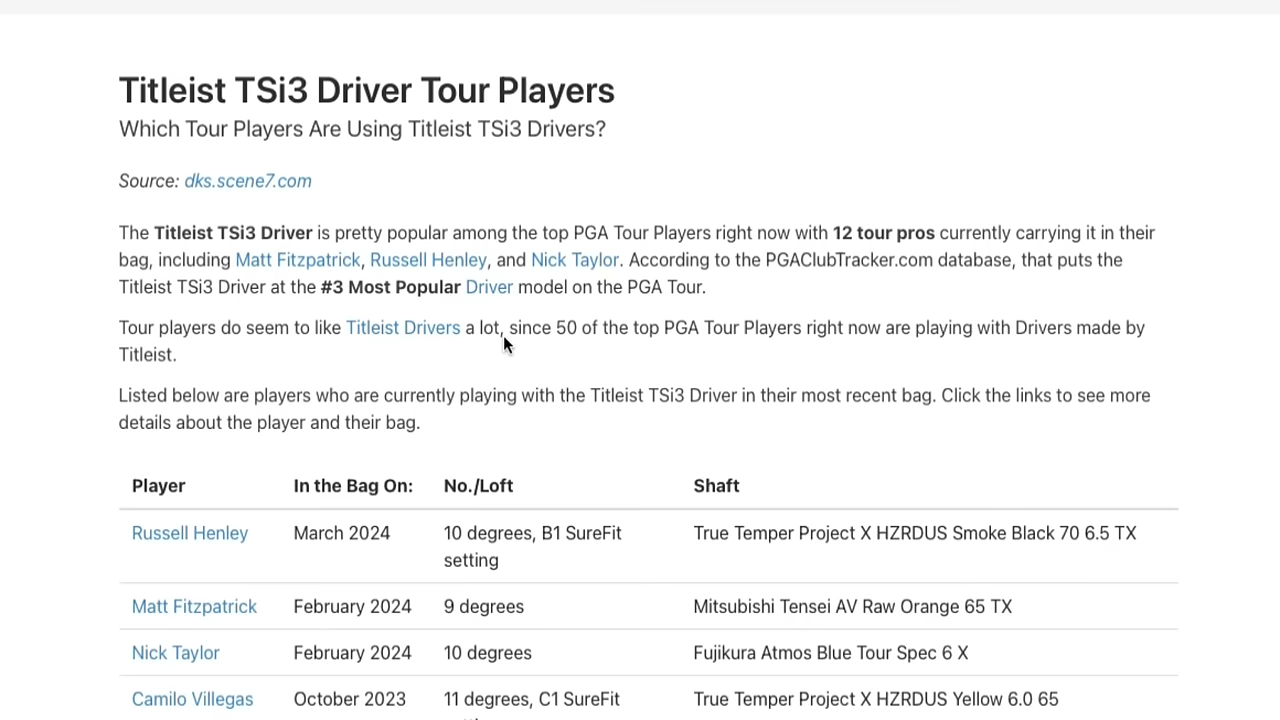 Titleist TSi3 Driver Tour Players
Which Tour Players Are Using Titleist TSi3 Drivers?
Source: dks.scene7.com
The Titleist TSi3 Driver is pretty popular among the top PGA Tour Players right now with 12 tour pros currently carrying it in their
bag, including Matt Fitzpatrick, Russell Henley, and Nick Taylor. According to the PGAClubTracker.com database, that puts the
Titleist TSi3 Driver at the #3 Most Popular Driver model on the PGA Tour.
Tour players do seem to like Titleist Drivers a lot, since 50 of the top PGA Tour Players right now are playing with Drivers made by
Titleist.
Listed below are players who are currently playing with the Titleist TSi3 Driver in their most recent bag. Click the links to see more
details about the player and their bag.
Player In the Bag On: No./Loft Shaft
Russell Henley March 2024 10 degrees, B1 SureFit True Temper Project X HZRDUS Smoke Black 70 6.5 TX
setting
Matt Fitzpatrick February 2024 9 degrees Mitsubishi Tensei AV Raw Orange 65 TX
Nick Taylor February 2024 10 degrees Fujikura Atmos Blue Tour Spec 6 X
Camilo Villegas October 2023 11 degrees, C1 SureFit True Temper Project X HZRDUS Yellow 6.0 65